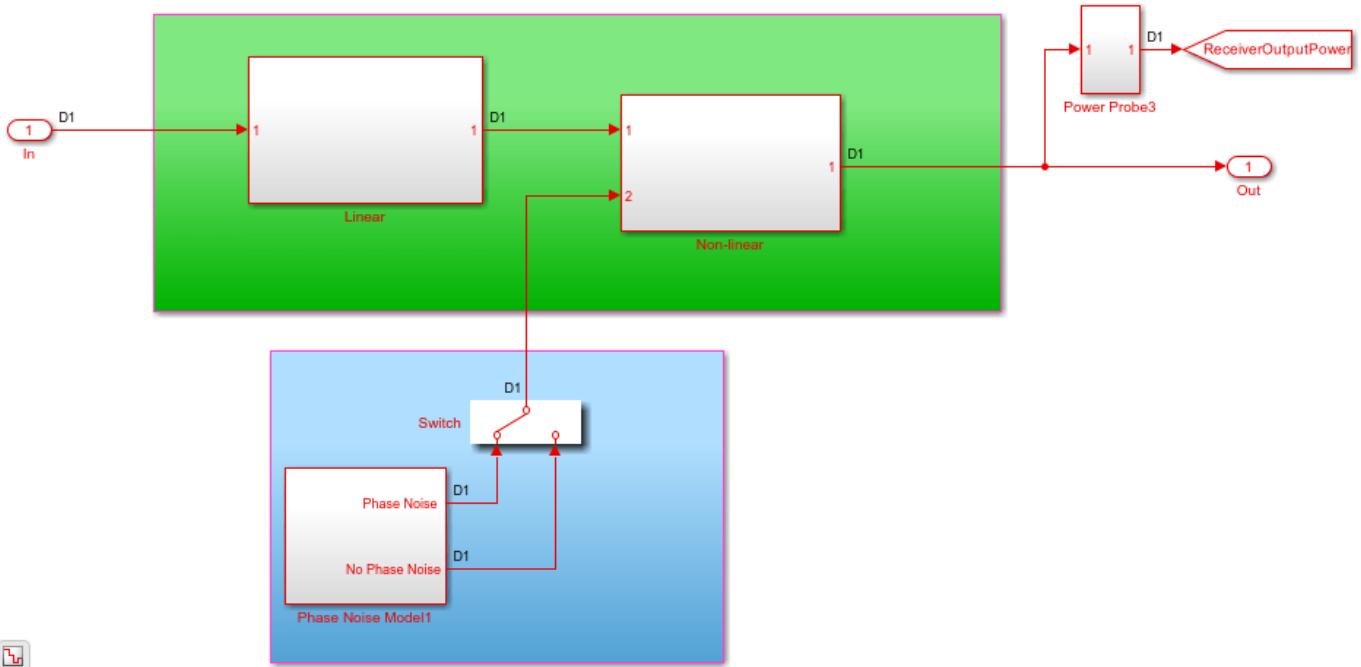 D1
ReceiverOutputPower
1
1
Power Probe3
D1
1
In
1
1
D1
Linear
1
2
1
Non-linear
D1
1
Out
D1
Switch
Phase Noise
D1
No Phase Noise
D1
Phase Noise Model1